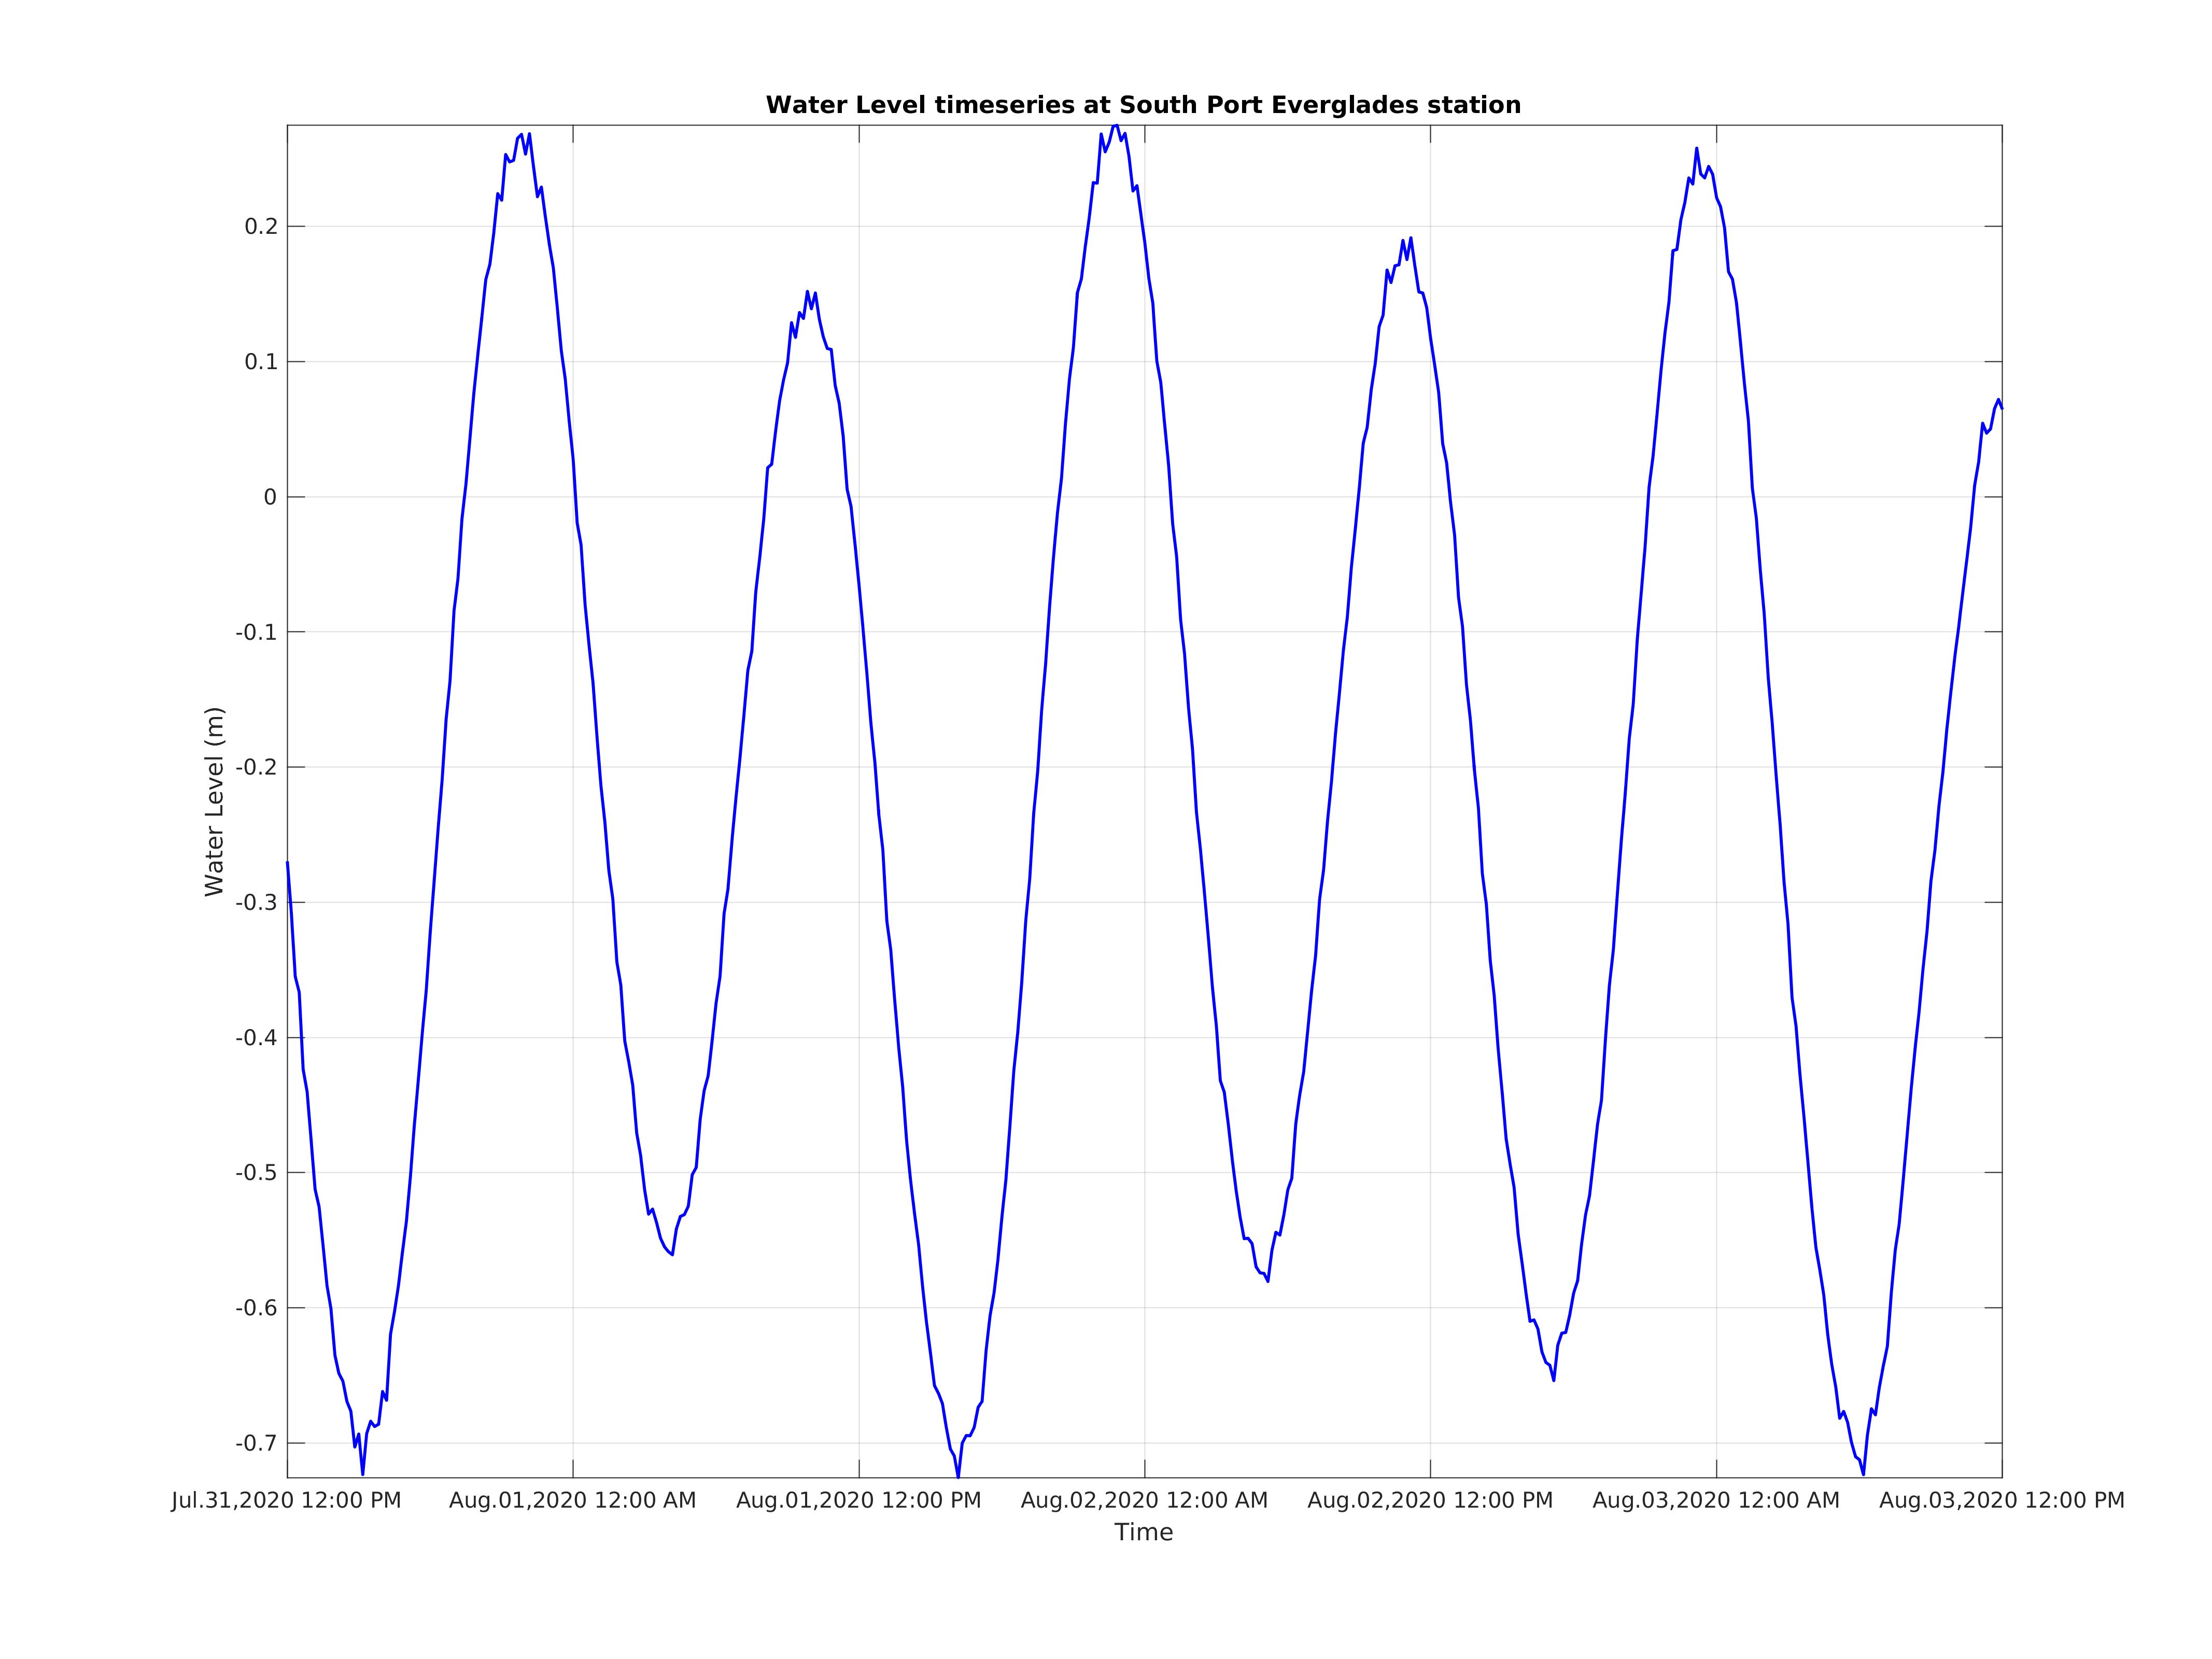 Water Level timeseries at South Port Everglades station
0.2
0.1
0
-0.1
-0.2
-0.3
-0.4
-0.5
-0.6
-0.7
Water Level (m)
Jul.31,2020 12:00 PM
Aug.01,2020 12:00 AM
Aug.01,2020 12:00 PM
Aug.02,2020 12:00 AM
Aug.02,2020 12:00 PM
Aug.03,2020 12:00 AM
Aug.03,2020 12:00 PM
Time